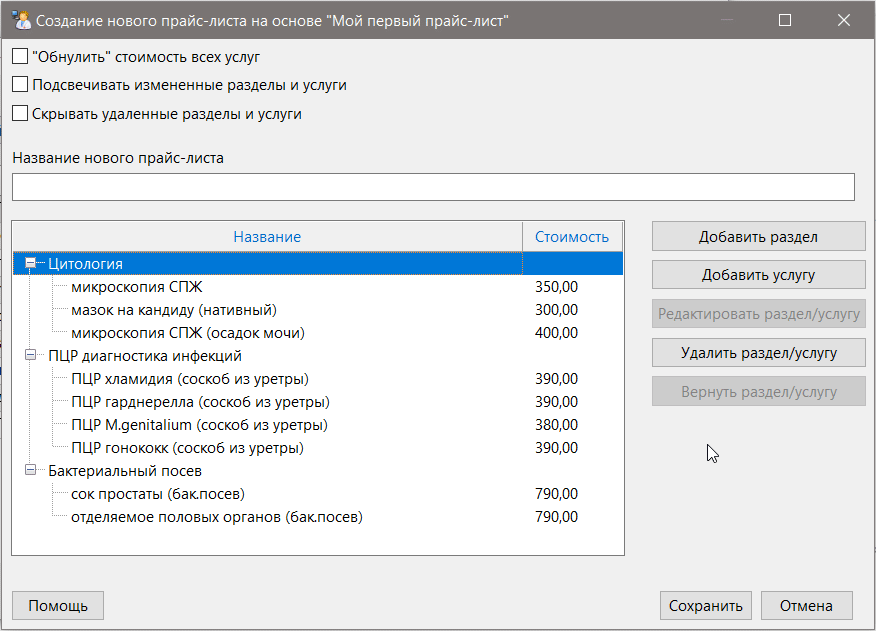 Создание нового прайс-листа на основе "Мой первый прайс-лист"
"Обнулить" стоимость всех услуг
Подсвечивать измененные разделы и услуги
Скрывать удаленные разделы и услуги
Название нового прайс-листа
Название Стоимость
Цитология
микроскопия СПЖ 350,00
мазок на кандиду (нативный) 300,00
микроскопия СПЖ (осадок мочи) 400,00
ПЦР диагностика инфекций
ПЦР хламидия (соскоб из уретры) 390,00
ПЦР гарднерелла (соскоб из уретры) 390,00
ПЦР M.genitalium (соскоб из уретры) 380,00
ПЦР гонококк (соскоб из уретры) 390,00
Бактериальный посев
сок простаты (бак.посев) 790,00
отделяемое половых органов (бак.посев) 790,00
Добавить раздел
Добавить услугу
Редактировать раздел/услугу
Удалить раздел/услугу
Вернуть раздел/услугу
Помощь
Сохранить
Отмена